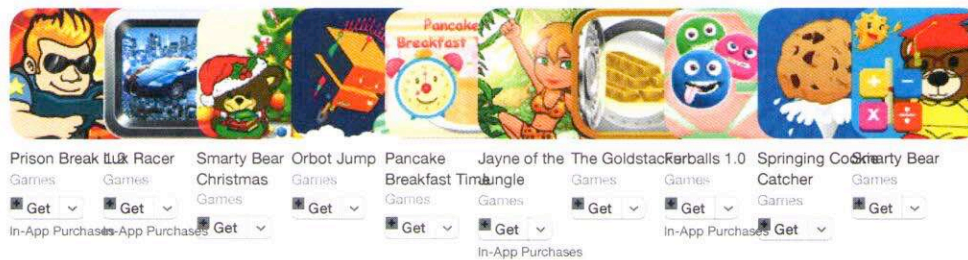 Pancake
Breakfast
Prison Break 1.2
Games
Get
In-App Purchases
Lux Racer
Games
Get
In-App Purchases
Smarty Bear
Christmas
Games
Get
Orbot Jump
Games
Get
Pancake
Breakfast Time
Games
Get
Jayne of the
Jungle
Games
Get
In-App Purchases
The Goldstacker
Games
Get
Furballs 1.0
Games
Get
In-App Purchases
Springing Cookie
Catcher
Games
Get
Smarty Bear
Games
Get